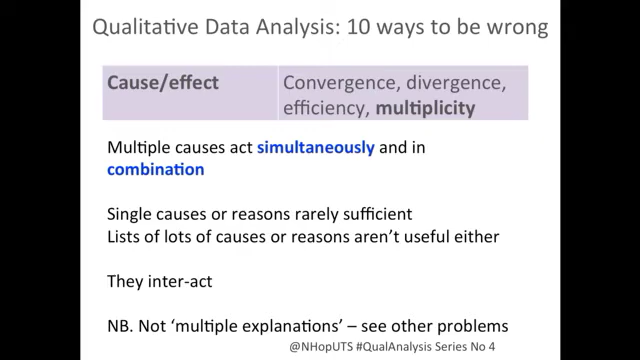 Qualitative Data Analysis: 10 ways to be wrong
Cause/effect
Convergence, divergence,
efficiency, multiplicity
Multiple causes act simultaneously and in
combination
Single causes or reasons rarely sufficient
Lists of lots of causes or reasons aren't useful either
They inter-act
NB. Not 'multiple explanations' – see other problems
@NHopUTS #QualAnalysis Series No 4